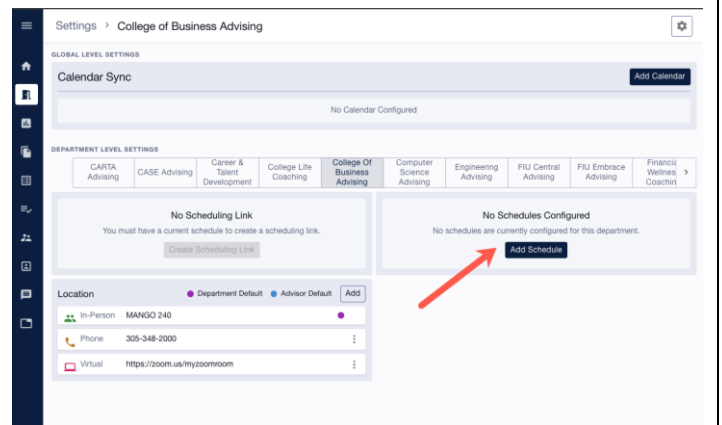 Settings > College of Business Advising
GLOBAL LEVEL SETTINGS
Calendar Sync
Add Calendar
No Calendar Configured
DEPARTMENT LEVEL SETTINGS
CARTA
Advising
CASE Advising
Career &
Talent
Development
College Life
Coaching
College Of
Business
Advising
Computer
Science
Advising
Engineering
Advising
FIU Central
Advising
FIU Embrace
Advising
Financia
Wellnes
Coachin
No Scheduling Link
You must have a current schedule to create a scheduling link.
Create Scheduling Link
No Schedules Configured
No schedules are currently configured for this department.
Add Schedule
Location
Department Default
Advisor Default
Add
In-Person MANGO 240
Phone 305-348-2000
Virtual https://zoom.us/myzoomroom